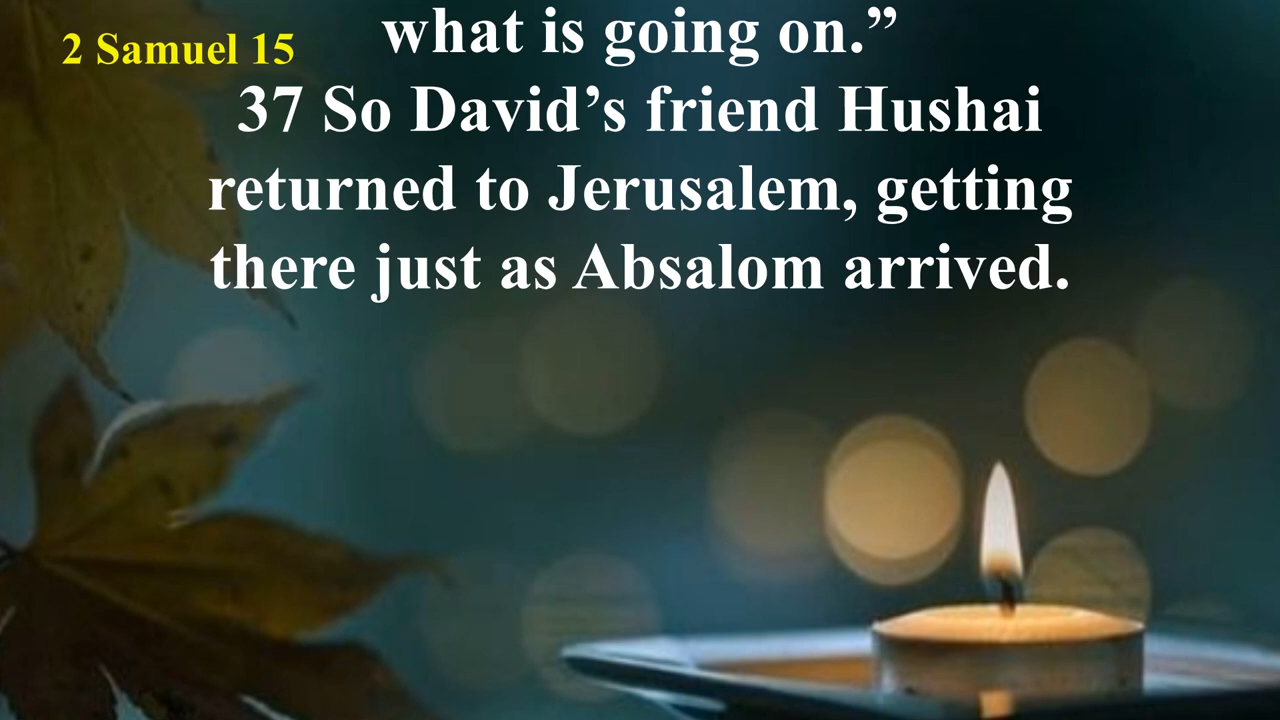 2 Samuel 15
what is going on.”
37 So David’s friend Hushai
returned to Jerusalem, getting
there just as Absalom arrived.